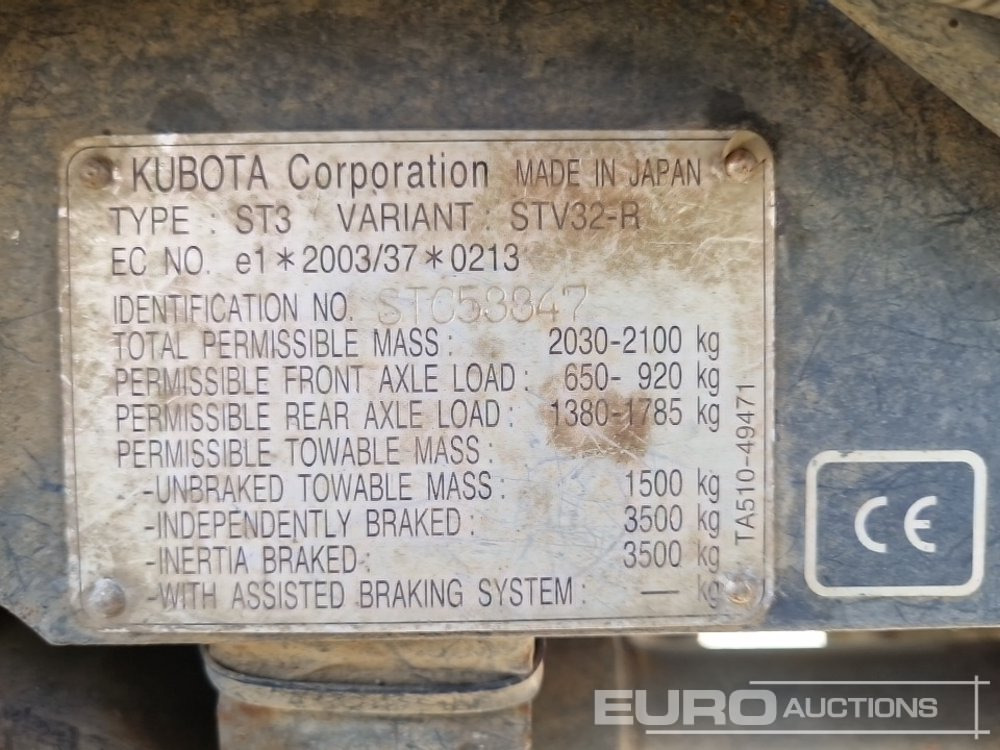 KUBOTA Corporation MADE IN JAPAN
TYPE : ST3 VARIANT : STV32-R
EC NO. e1*2003/37*0213
IDENTIFICATION NO. STC53347
TOTAL PERMISSIBLE MASS : 2030-2100 kg
PERMISSIBLE FRONT AXLE LOAD : 650- 920 kg
PERMISSIBLE REAR AXLE LOAD : 1380-1785 kg
PERMISSIBLE TOWABLE MASS :
-UNBRAKED TOWABLE MASS : 1500 kg
-INDEPENDENTLY BRAKED : 3500 kg
-INERTIA BRAKED : 3500 kg
-WITH ASSISTED BRAKING SYSTEM : — kg
TA510-49471
CE
EURO AUCTIONS